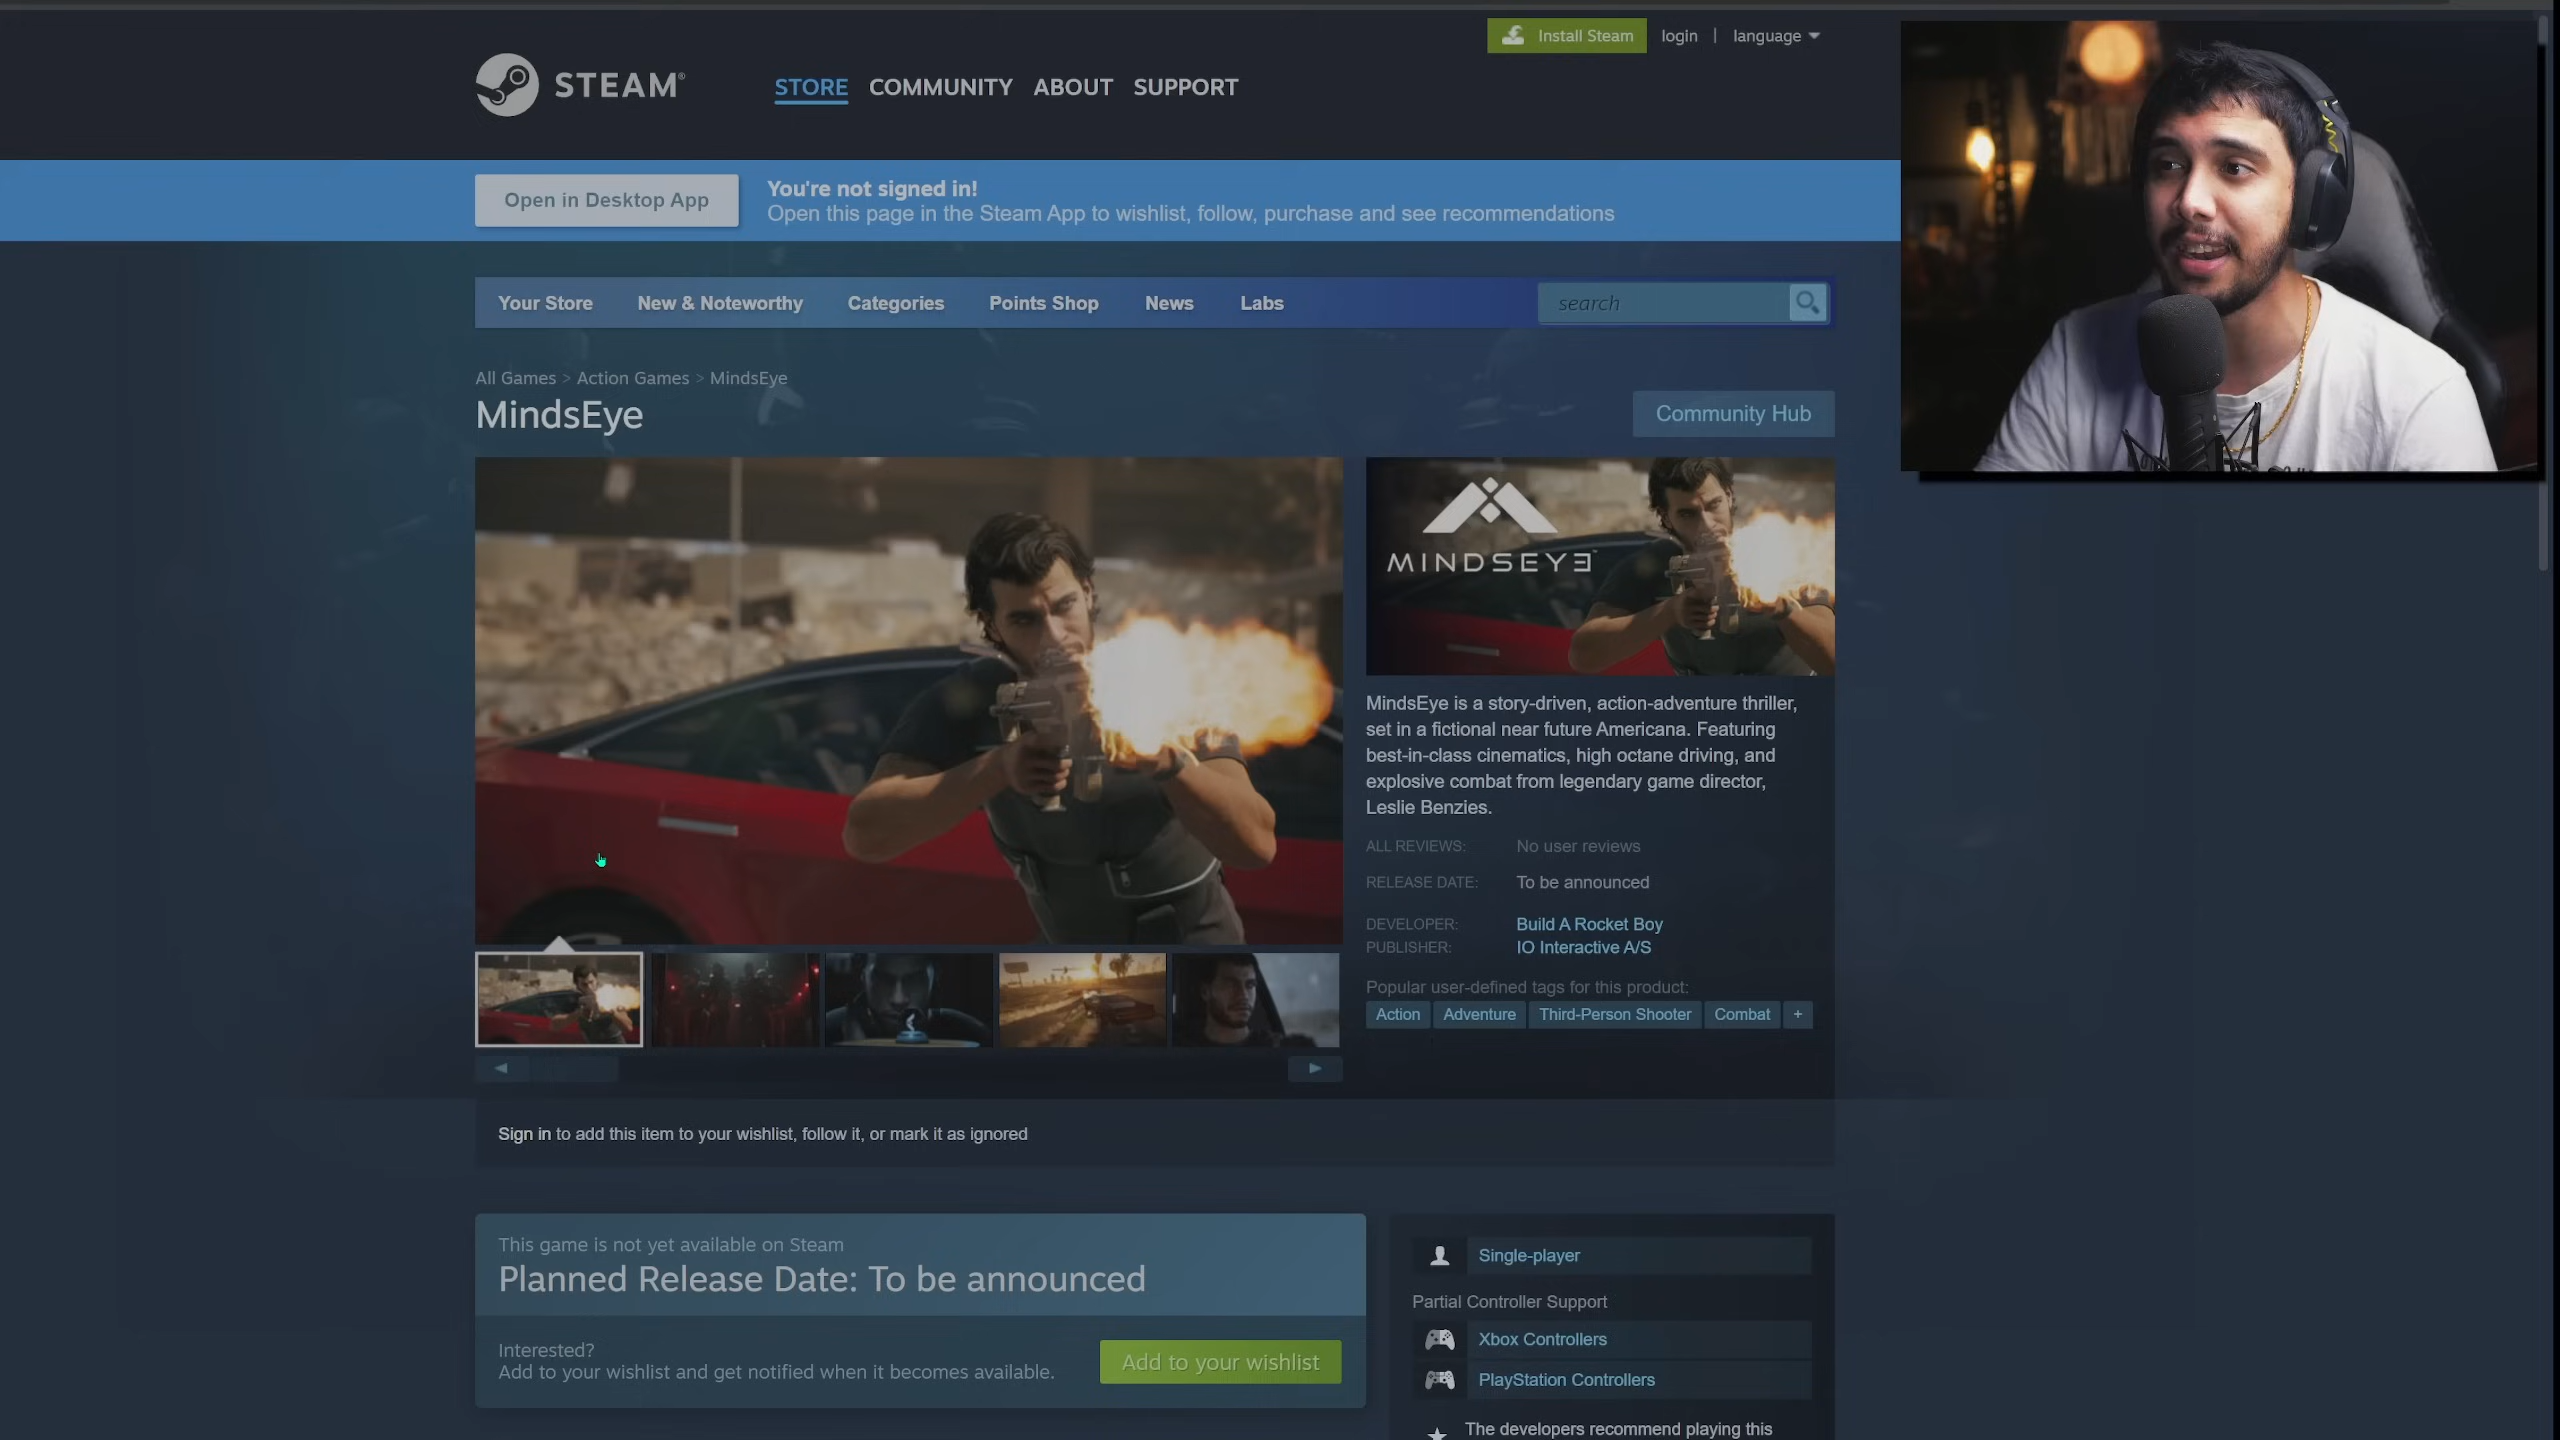 Install Steam
login | language
STEAM®
STORE COMMUNITY ABOUT SUPPORT
Open in Desktop App
You're not signed in!
Open this page in the Steam App to wishlist, follow, purchase and see recommendations
Your Store New & Noteworthy Categories Points Shop News Labs
search
All Games > Action Games > MindsEye
MindsEye
Community Hub
MINDSEYE™
MindsEye is a story-driven, action-adventure thriller,
set in a fictional near future Americana. Featuring
best-in-class cinematics, high octane driving, and
explosive combat from legendary game director,
Leslie Benzies.
ALL REVIEWS: No user reviews
RELEASE DATE: To be announced
DEVELOPER: Build A Rocket Boy
PUBLISHER: IO Interactive A/S
Popular user-defined tags for this product:
Action Adventure Third-Person Shooter Combat +
Sign in to add this item to your wishlist, follow it, or mark it as ignored
This game is not yet available on Steam
Planned Release Date: To be announced
Interested?
Add to your wishlist and get notified when it becomes available.
Add to your wishlist
Single-player
Partial Controller Support
Xbox Controllers
PlayStation Controllers
The developers recommend playing this